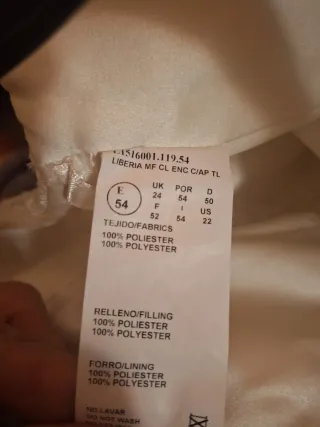 CY516001.119.54
LIBERIA MF CL ENC C/AP TL
E 54
UK POR D
24 54 50
F I US
52 54 22
TEJIDO/FABRICS
100% POLIESTER
100% POLYESTER
RELLENO/FILLING
100% POLIESTER
100% POLYESTER
FORRO/LINING
100% POLIESTER
100% POLYESTER
NO LAVAR
DO NOT WASH